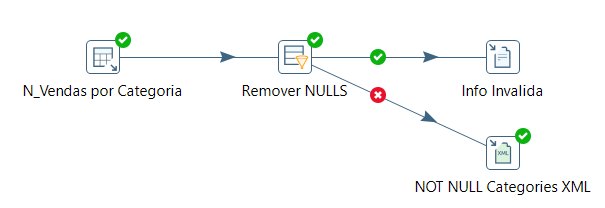 N_Vendas por Categoria
Remover NULLS
Info Invalida
XML
NOT NULL Categories XML